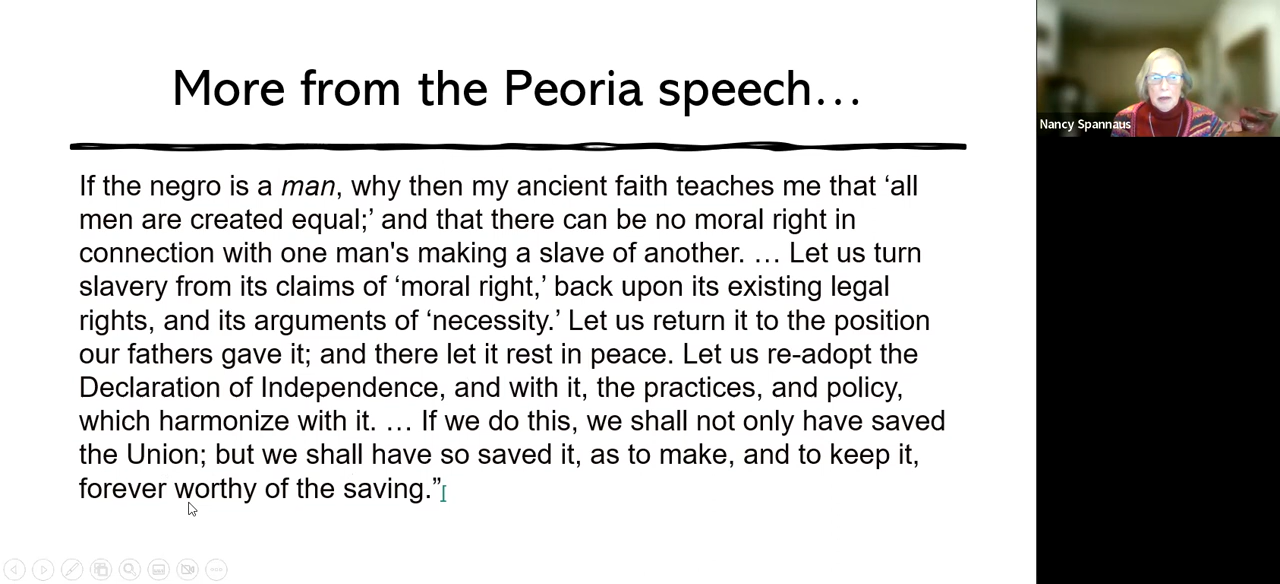 More from the Peoria speech…
If the negro is a man, why then my ancient faith teaches me that ‘all
men are created equal;’ and that there can be no moral right in
connection with one man's making a slave of another. … Let us turn
slavery from its claims of ‘moral right,’ back upon its existing legal
rights, and its arguments of ‘necessity.’ Let us return it to the position
our fathers gave it; and there let it rest in peace. Let us re-adopt the
Declaration of Independence, and with it, the practices, and policy,
which harmonize with it. … If we do this, we shall not only have saved
the Union; but we shall have so saved it, as to make, and to keep it,
forever worthy of the saving.”[
Nancy Spannaus